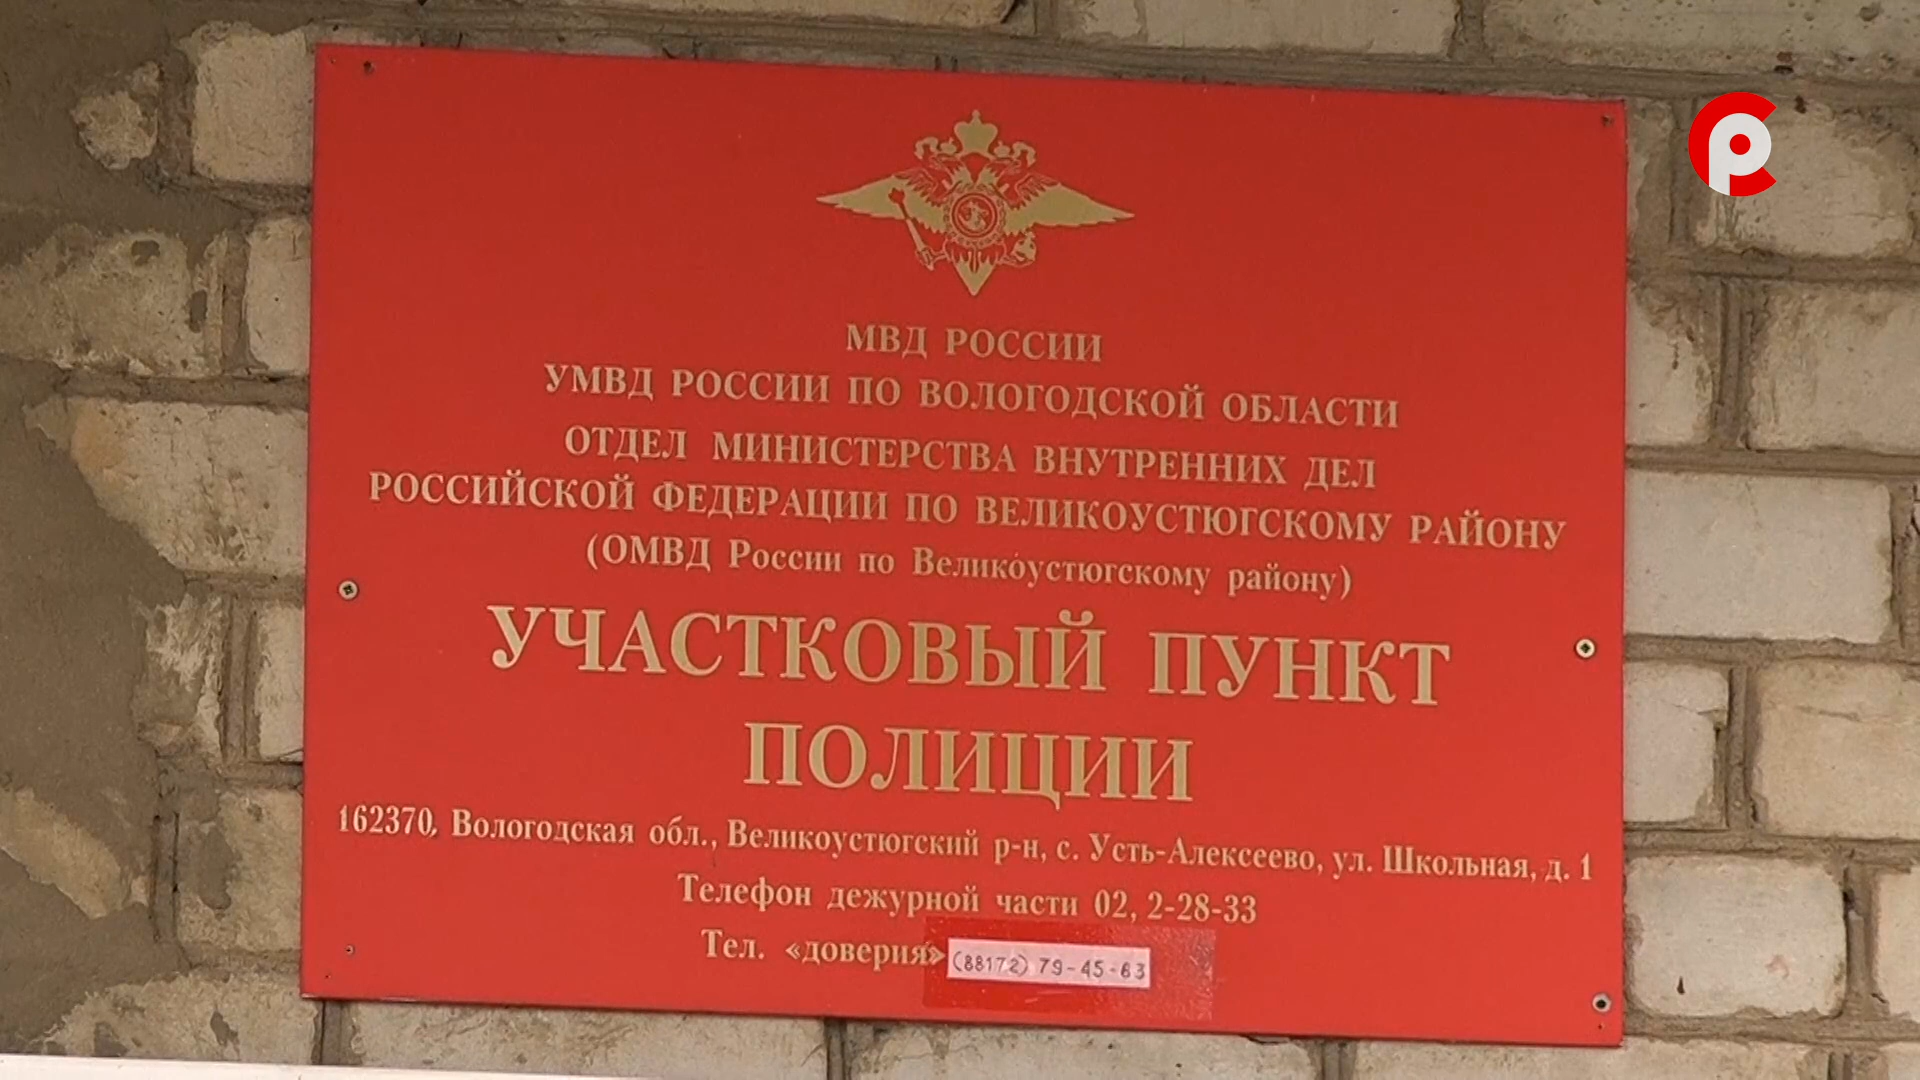 МВД РОССИИ
УМВД РОССИИ ПО ВОЛОГОДСКОЙ ОБЛАСТИ
ОТДЕЛ МИНИСТЕРСТВА ВНУТРЕННИХ ДЕЛ
РОССИЙСКОЙ ФЕДЕРАЦИИ ПО ВЕЛИКОУСТЮГСКОМУ РАЙОНУ
(ОМВД России по Великоустюгскому району)
УЧАСТКОВЫЙ ПУНКТ
ПОЛИЦИИ
162370, Вологодская обл., Великоустюгский р-н, с. Усть-Алексеево, ул. Школьная, д. 1
Телефон дежурной части 02, 2-28-33
Тел. «доверия» (88172) 79-45-63